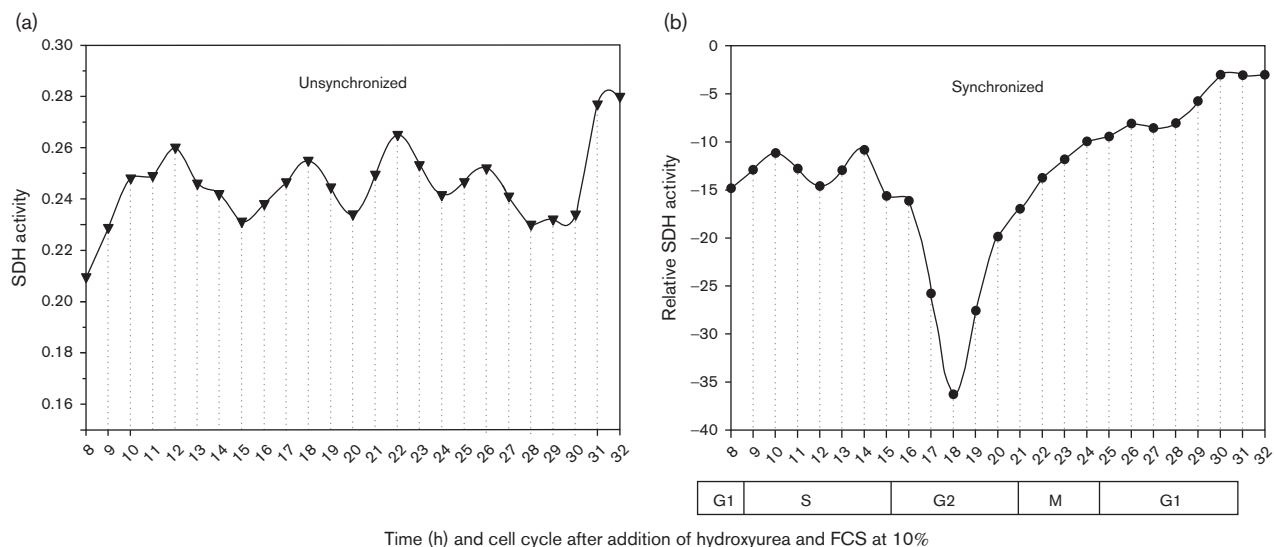 (a)
SDH activity
Unsynchronized
0.30
0.28
0.26
0.24
0.22
0.20
0.18
0.16
8 9 10 11 12 13 14 15 16 17 18 19 20 21 22 23 24 25 26 27 28 29 30 31 32
(b)
Relative SDH activity
Synchronized
0
–5
–10
–15
–20
–25
–30
–35
–40
8 9 10 11 12 13 14 15 16 17 18 19 20 21 22 23 24 25 26 27 28 29 30 31 32
G1 S G2 M G1
Time (h) and cell cycle after addition of hydroxyurea and FCS at 10%